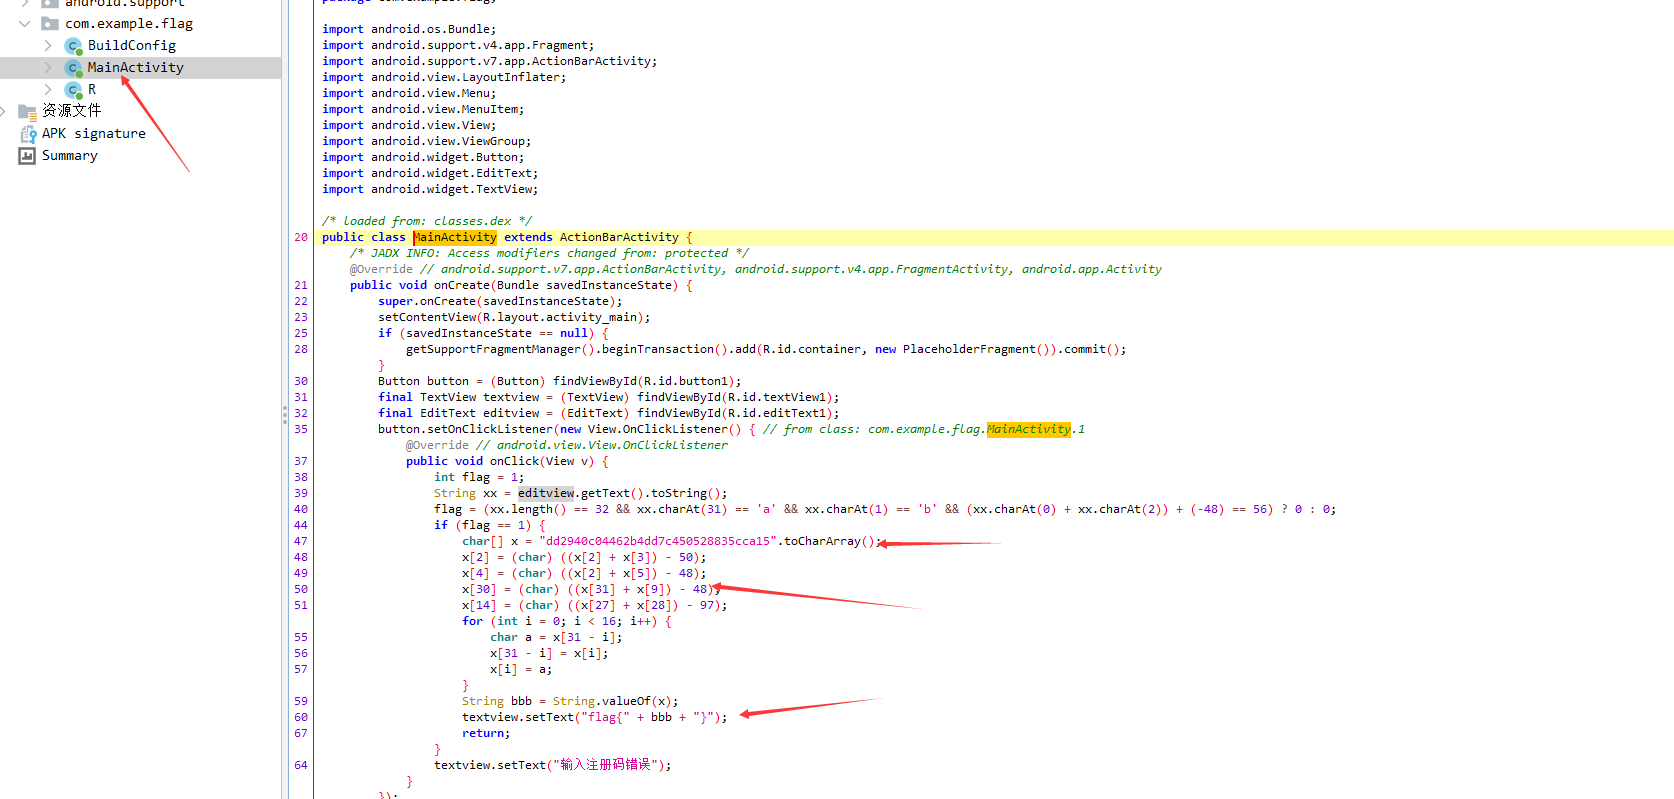 android.support
com.example.flag
BuildConfig
MainActivity
R
资源文件
APK signature
Summary
package com.example.flag;
import android.os.Bundle;
import android.support.v4.app.Fragment;
import android.support.v7.app.ActionBarActivity;
import android.view.LayoutInflater;
import android.view.Menu;
import android.view.MenuItem;
import android.view.View;
import android.view.ViewGroup;
import android.widget.Button;
import android.widget.EditText;
import android.widget.TextView;
/* loaded from: classes.dex */
20 public class MainActivity extends ActionBarActivity {
/* JADX INFO: Access modifiers changed from: protected */
@Override // android.support.v7.app.ActionBarActivity, android.support.v4.app.FragmentActivity, android.app.Activity
21 public void onCreate(Bundle savedInstanceState) {
22 super.onCreate(savedInstanceState);
23 setContentView(R.layout.activity_main);
25 if (savedInstanceState == null) {
28 getSupportFragmentManager().beginTransaction().add(R.id.container, new PlaceholderFragment()).commit();
}
30 Button button = (Button) findViewById(R.id.button1);
31 final TextView textview = (TextView) findViewById(R.id.textView1);
32 final EditText editview = (EditText) findViewById(R.id.editText1);
35 button.setOnClickListener(new View.OnClickListener() { // from class: com.example.flag.MainActivity.1
@Override // android.view.View.OnClickListener
37 public void onClick(View v) {
38 int flag = 1;
39 String xx = editview.getText().toString();
40 flag = (xx.length() == 32 && xx.charAt(31) == 'a' && xx.charAt(1) == 'b' && (xx.charAt(0) + xx.charAt(2)) + (-48) == 56) ? 0 : 0;
44 if (flag == 1) {
47 char[] x = "dd2940c04462b4dd7c450528835cca15".toCharArray();
48 x[2] = (char) ((x[2] + x[3]) - 50);
49 x[4] = (char) ((x[2] + x[5]) - 48);
50 x[30] = (char) ((x[31] + x[9]) - 48);
51 x[14] = (char) ((x[27] + x[28]) - 97);
for (int i = 0; i < 16; i++) {
55 char a = x[31 - i];
56 x[31 - i] = x[i];
57 x[i] = a;
}
59 String bbb = String.valueOf(x);
60 textview.setText("flag{" + bbb + "}");
67 return;
}
64 textview.setText("输入注册码错误");
}
});